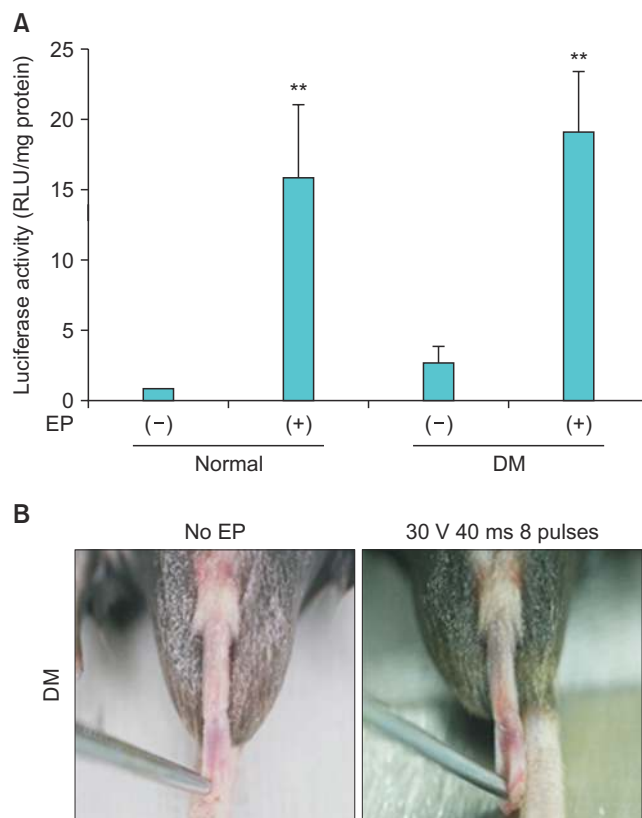 A
Luciferase activity (RLU/mg protein)
25
20
15
10
5
0
**
**
EP (−) (+) (−) (+)
Normal DM
B
No EP 30 V 40 ms 8 pulses
DM